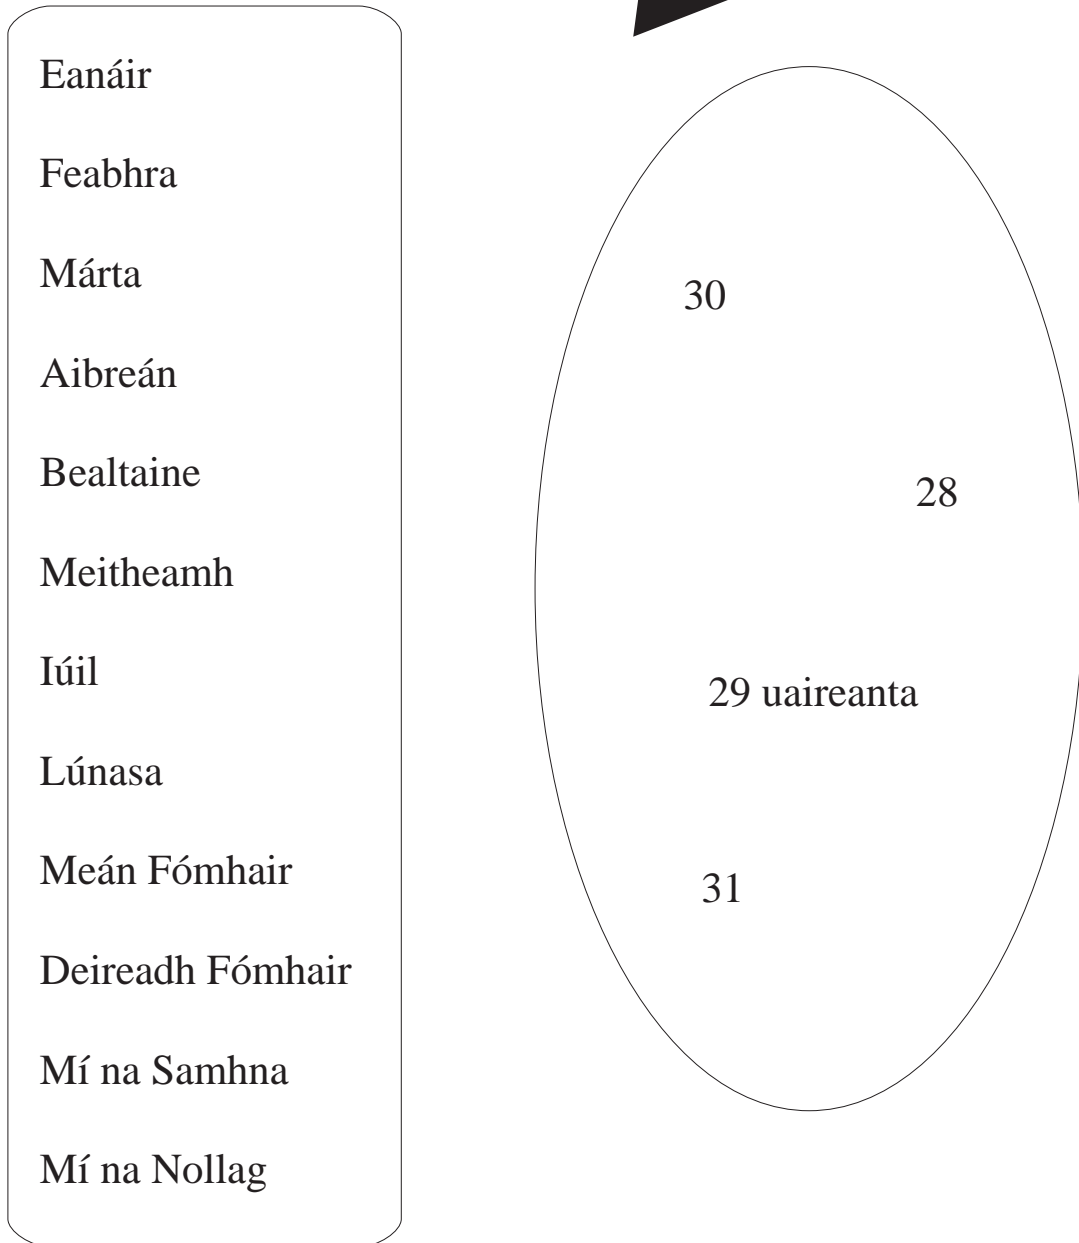 Eanáir
Feabhra
Márta
Aibreán
Bealtaine
Meitheamh
Iúil
Lúnasa
Meán Fómhair
Deireadh Fómhair
Mí na Samhna
Mí na Nollag
30
28
29 uaireanta
31